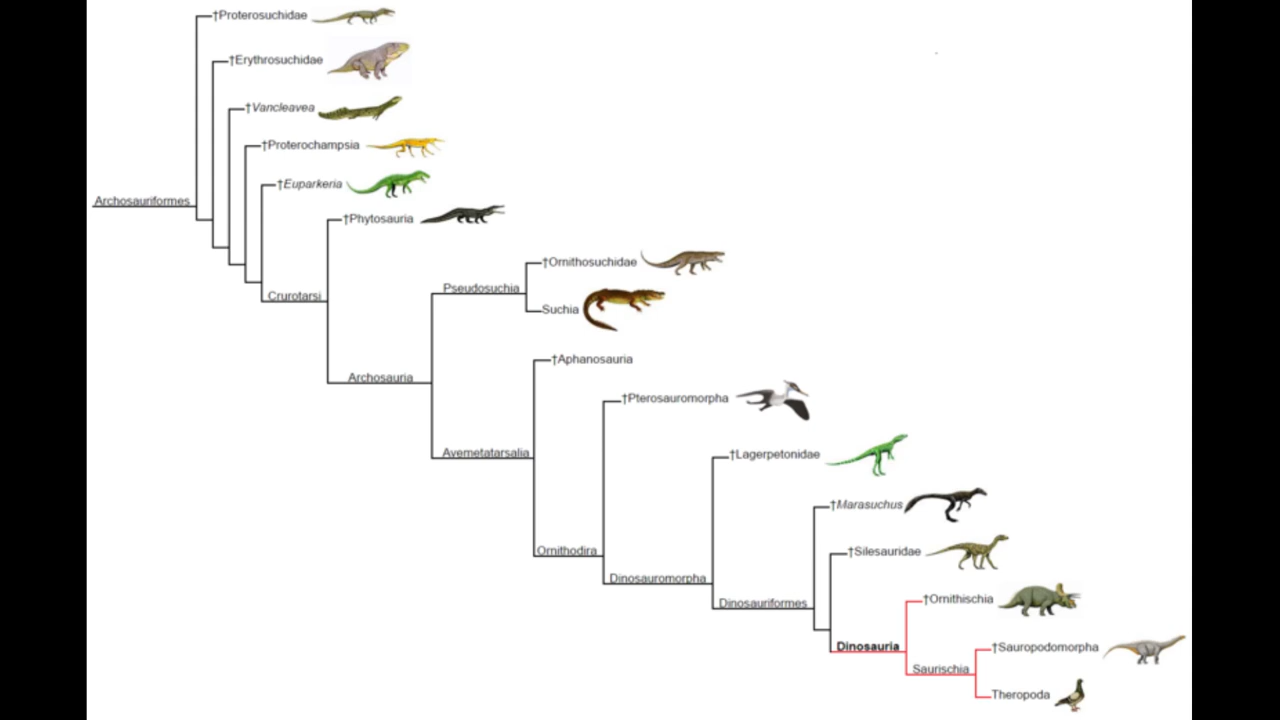 †Proterosuchidae
†Erythrosuchidae
†Vancleavea
†Proterochampsia
†Euparkeria
Archosauriformes
†Phytosauria
†Ornithosuchidae
Pseudosuchia
Crurotarsi
Suchia
†Aphanosauria
Archosauria
†Pterosauromorpha
Avemetatarsalia
†Lagerpetonidae
†Marasuchus
Ornithodira
†Silesauridae
Dinosauromorpha
†Ornithischia
Dinosauriformes
Dinosauria
†Sauropodomorpha
Saurischia
Theropoda